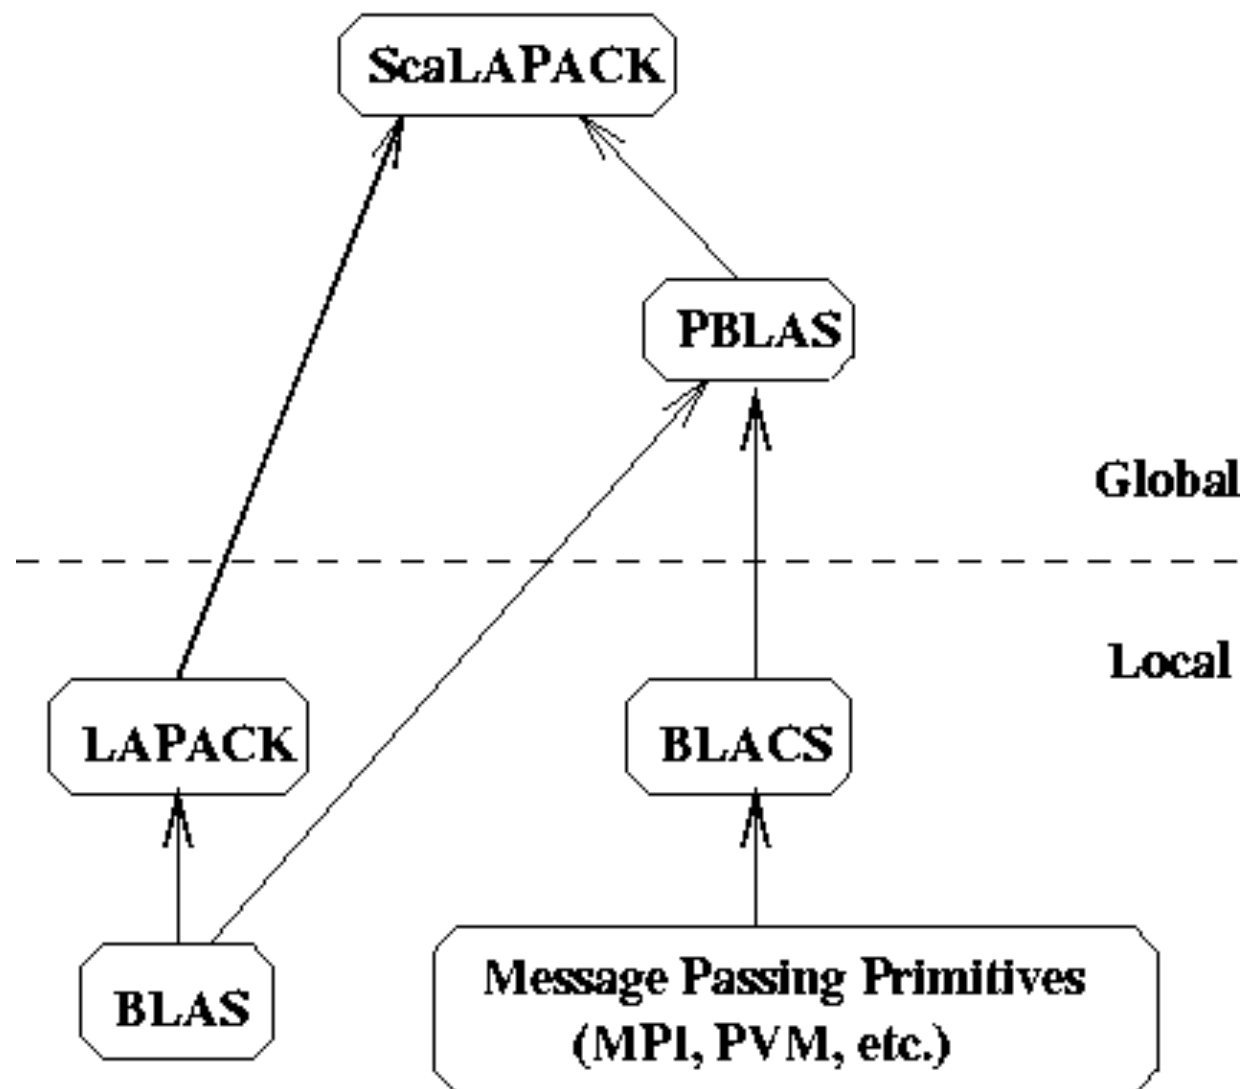 ScaLAPACK
PBLAS
Global
Local
LAPACK
BLACS
BLAS
Message Passing Primitives
(MPI, PVM, etc.)